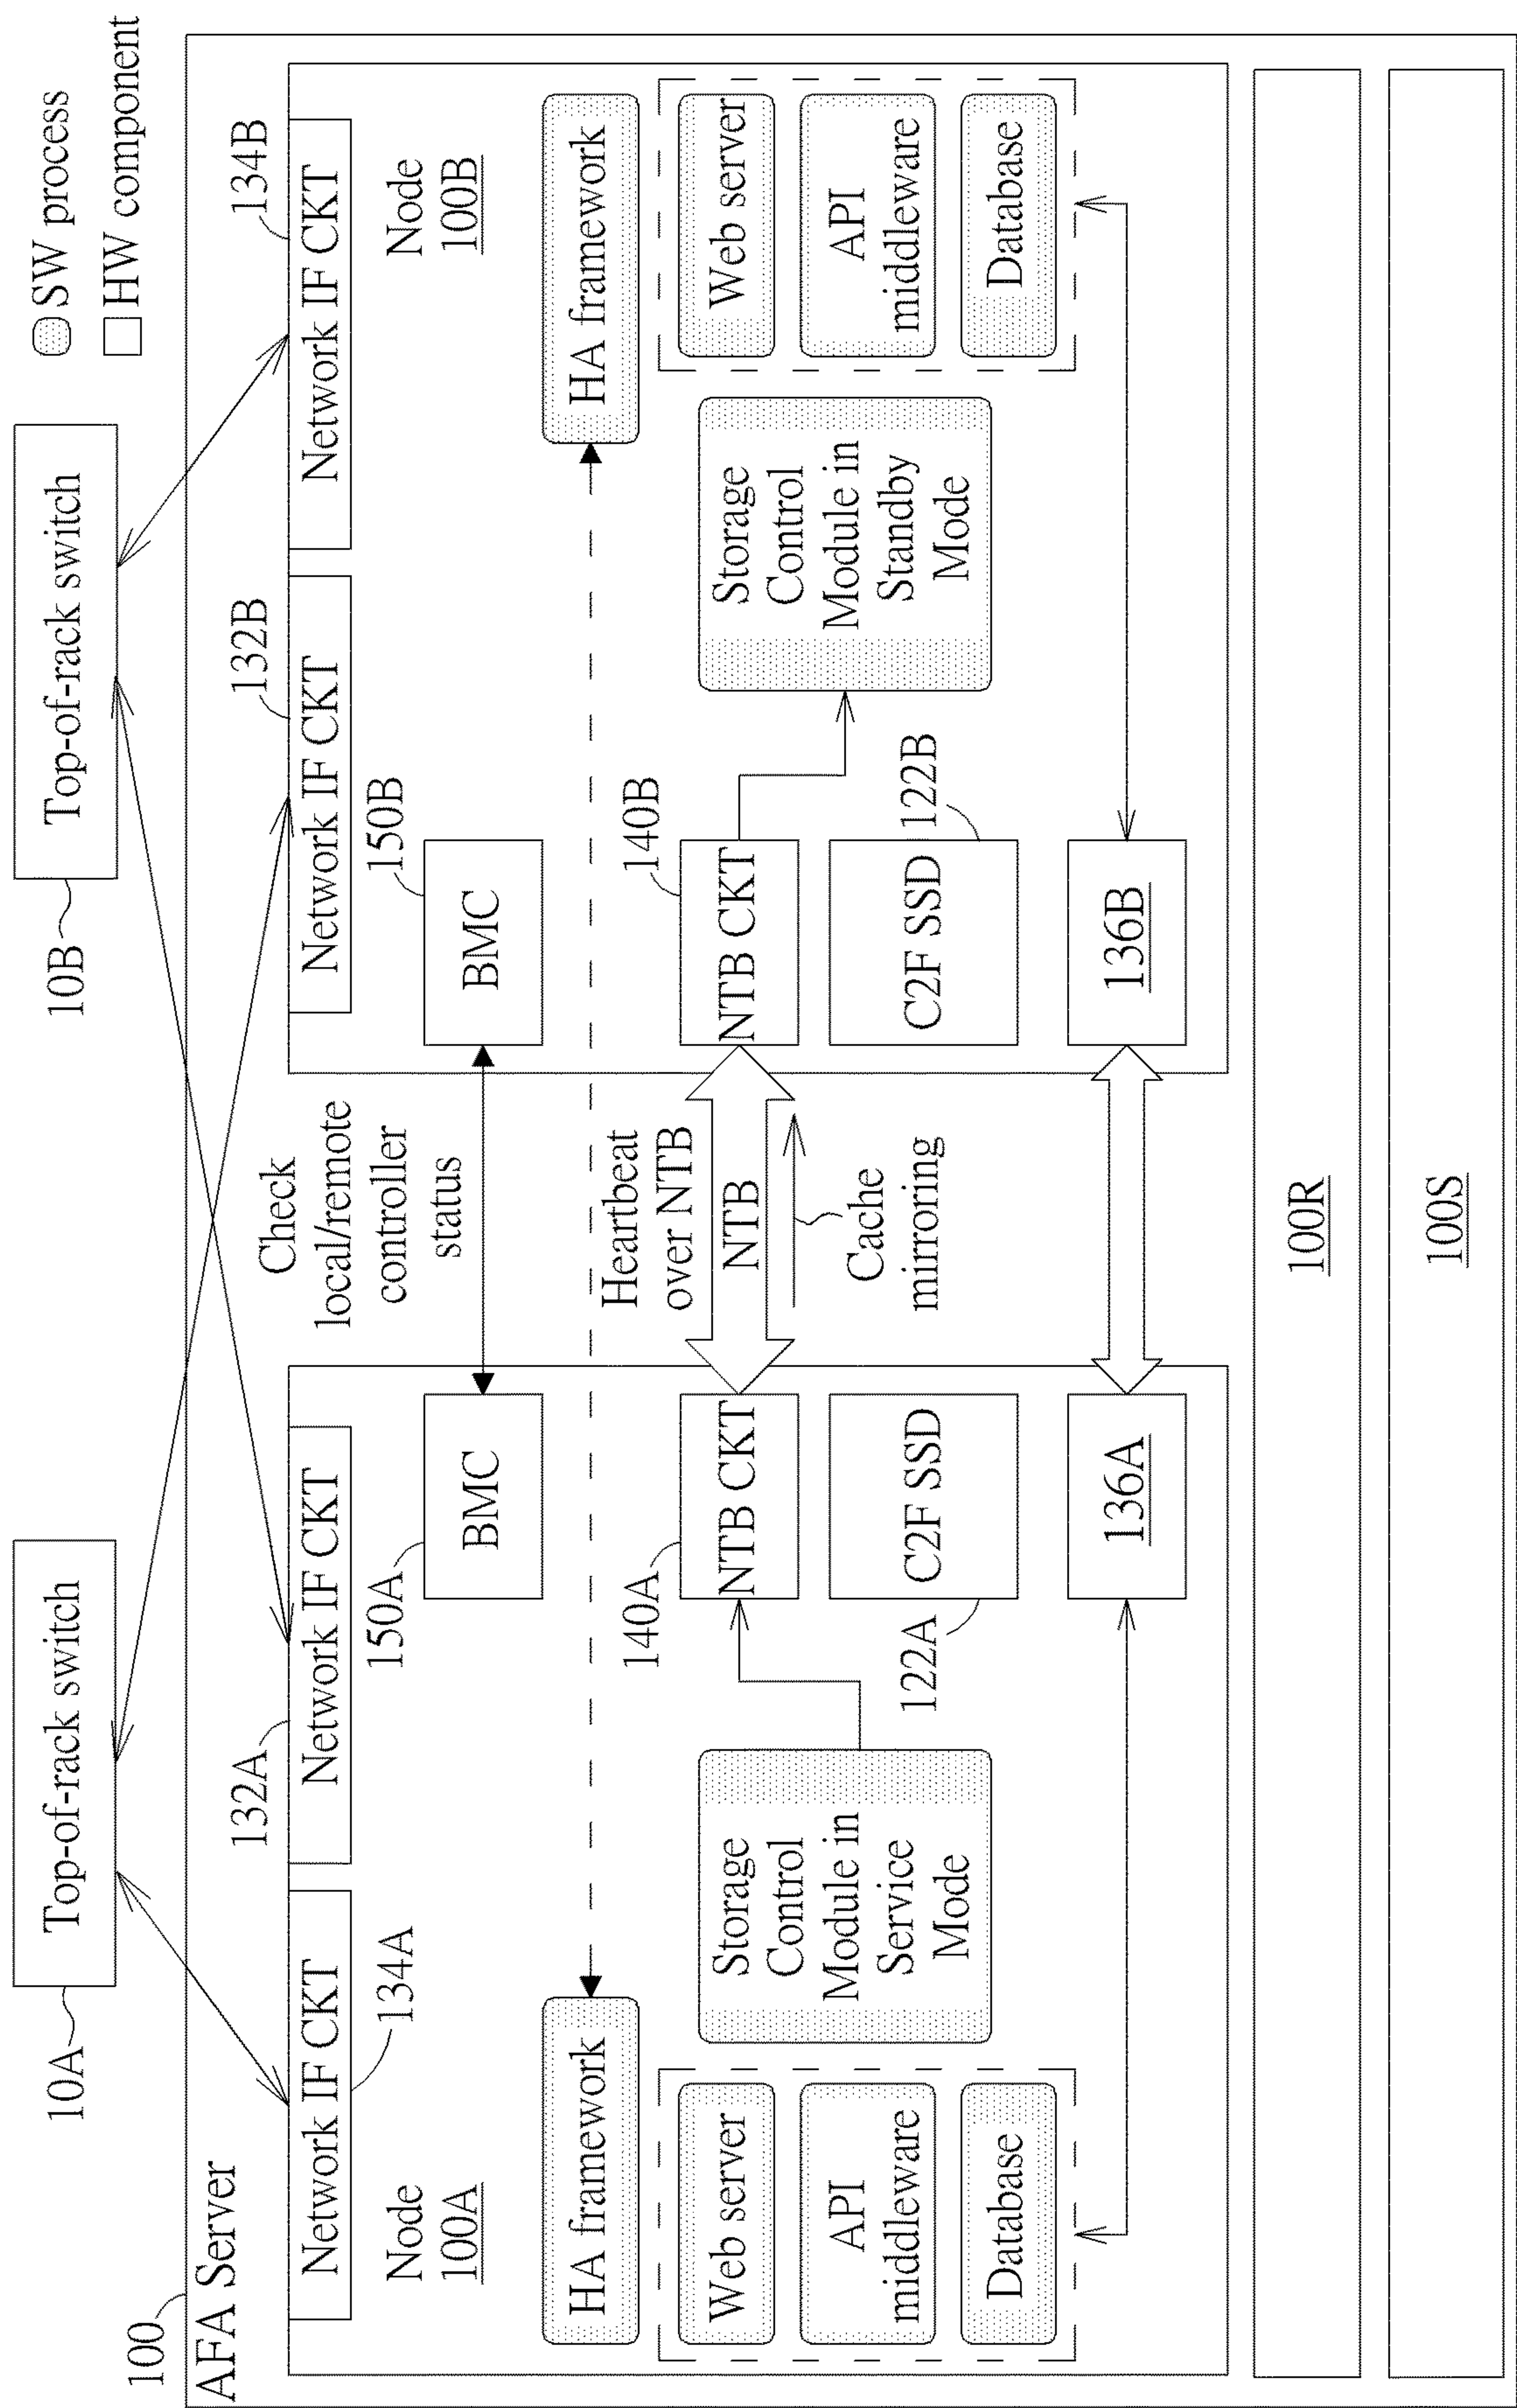 SW process
HW component
10A
Top-of-rack switch
10B
Top-of-rack switch
100
AFA Server
Network IF CKT
134A
132A
Network IF CKT
132B
Network IF CKT
134B
Network IF CKT
Node
100A
150A
BMC
Check
local/remote
controller
status
150B
BMC
Node
100B
HA framework
HA framework
Web server
API
middleware
Database
Storage
Control
Module in
Service
Mode
140A
NTB CKT
122A
C2F SSD
136A
Heartbeat
over NTB
NTB
Cache
mirroring
140B
NTB CKT
C2F SSD
122B
136B
Storage
Control
Module in
Standby
Mode
Web server
API
middleware
Database
100R
100S